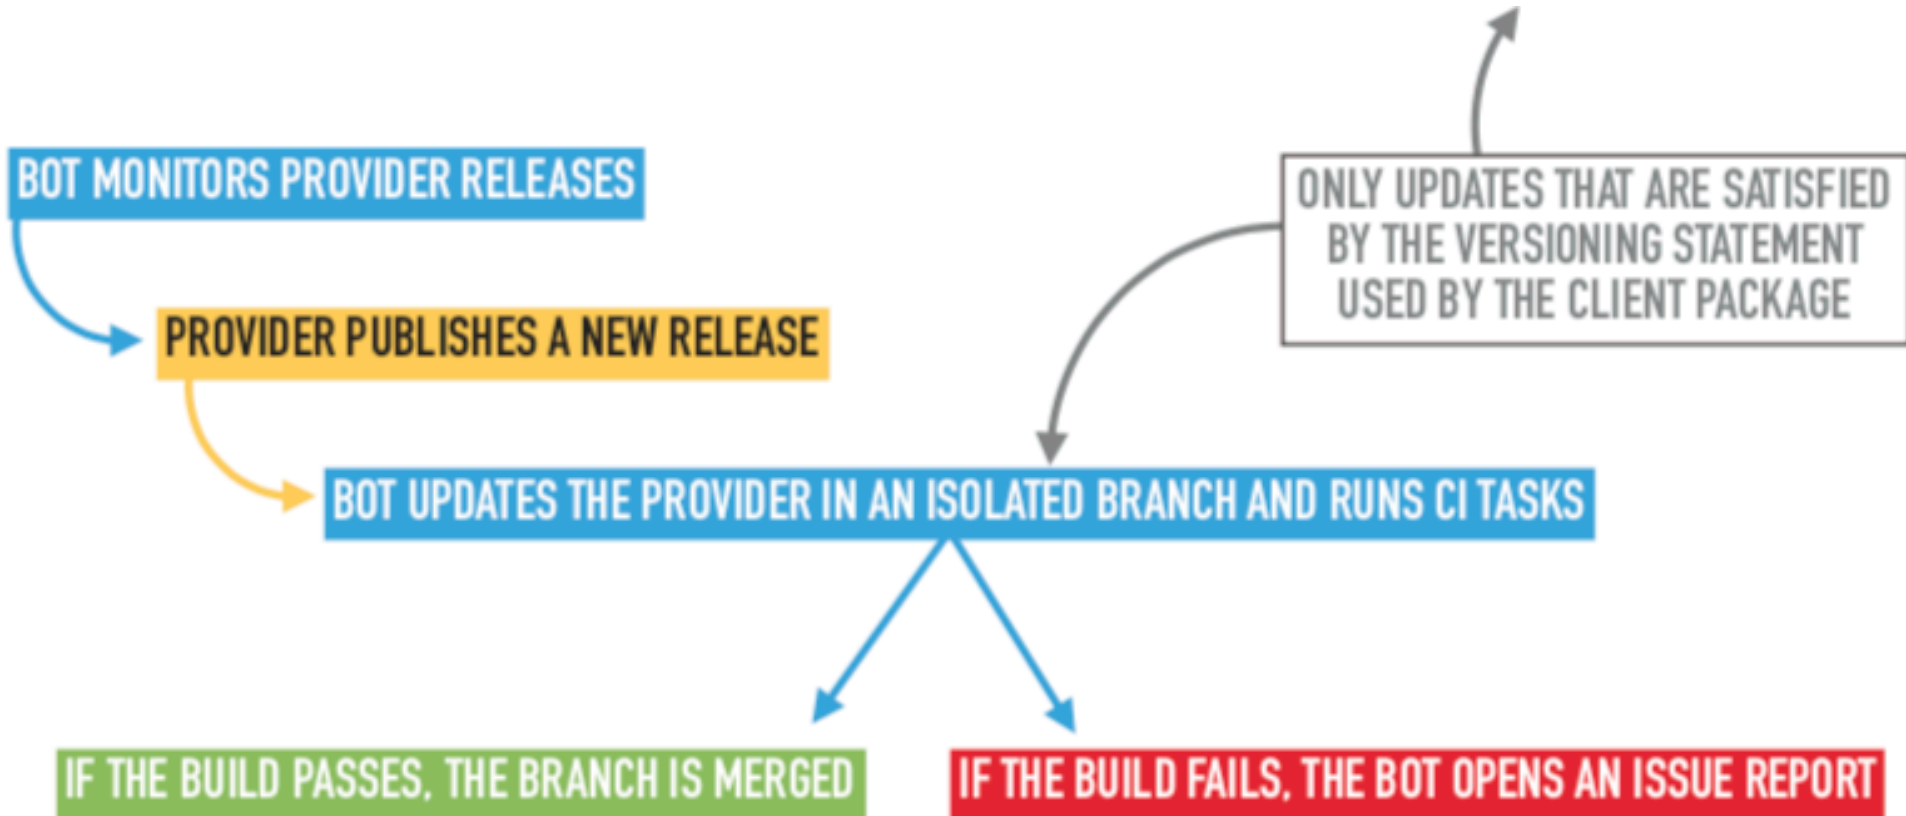 BOT MONITORS PROVIDER RELEASES
ONLY UPDATES THAT ARE SATISFIED
BY THE VERSIONING STATEMENT
USED BY THE CLIENT PACKAGE
PROVIDER PUBLISHES A NEW RELEASE
BOT UPDATES THE PROVIDER IN AN ISOLATED BRANCH AND RUNS CI TASKS
IF THE BUILD PASSES, THE BRANCH IS MERGED
IF THE BUILD FAILS, THE BOT OPENS AN ISSUE REPORT